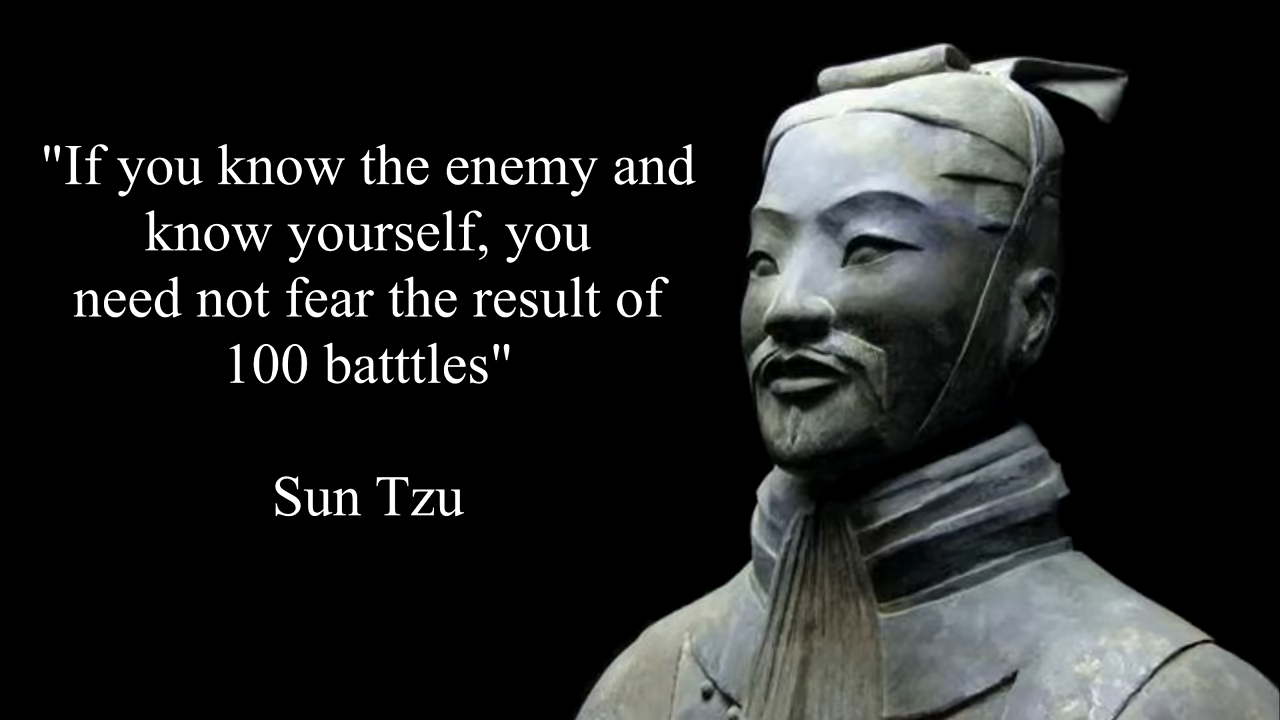 "If you know the enemy and
know yourself, you
need not fear the result of
100 batttles"
Sun Tzu